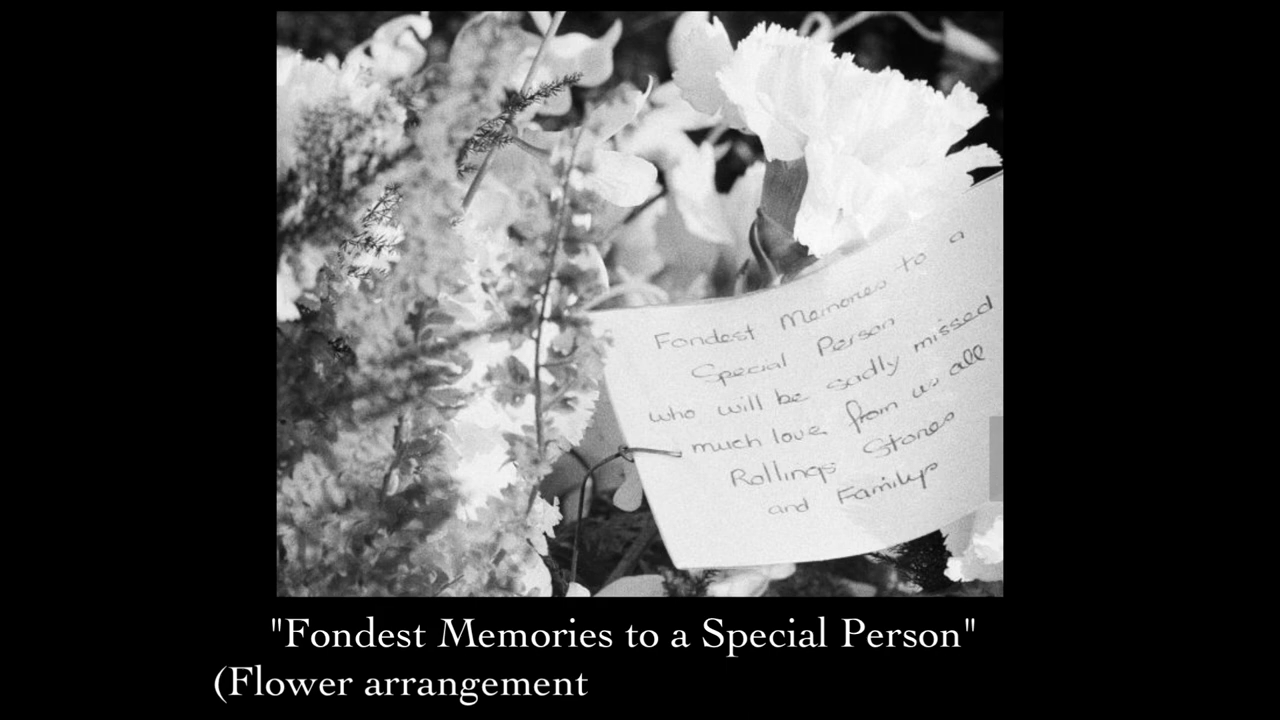 Fondest Memories to a
Special Person
who will be sadly missed
much love from us all
Rollings Stones
and Familys
"Fondest Memories to a Special Person"
(Flower arrangement